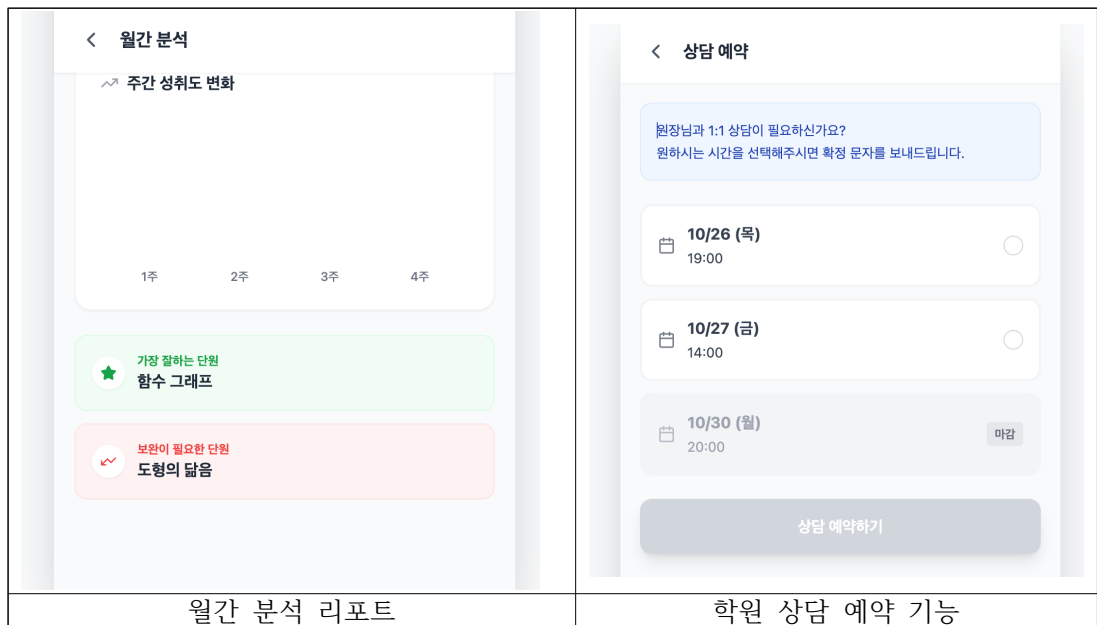 월간 분석
주간 성취도 변화
1주 2주 3주 4주
가장 잘하는 단원
함수 그래프
보완이 필요한 단원
도형의 닮음
월간 분석 리포트
상담 예약
원장님과 1:1 상담이 필요하신가요?
원하시는 시간을 선택해주시면 확정 문자를 보내드립니다.
10/26 (목)
19:00
10/27 (금)
14:00
10/30 (월)
20:00
마감
상담 예약하기
학원 상담 예약 기능